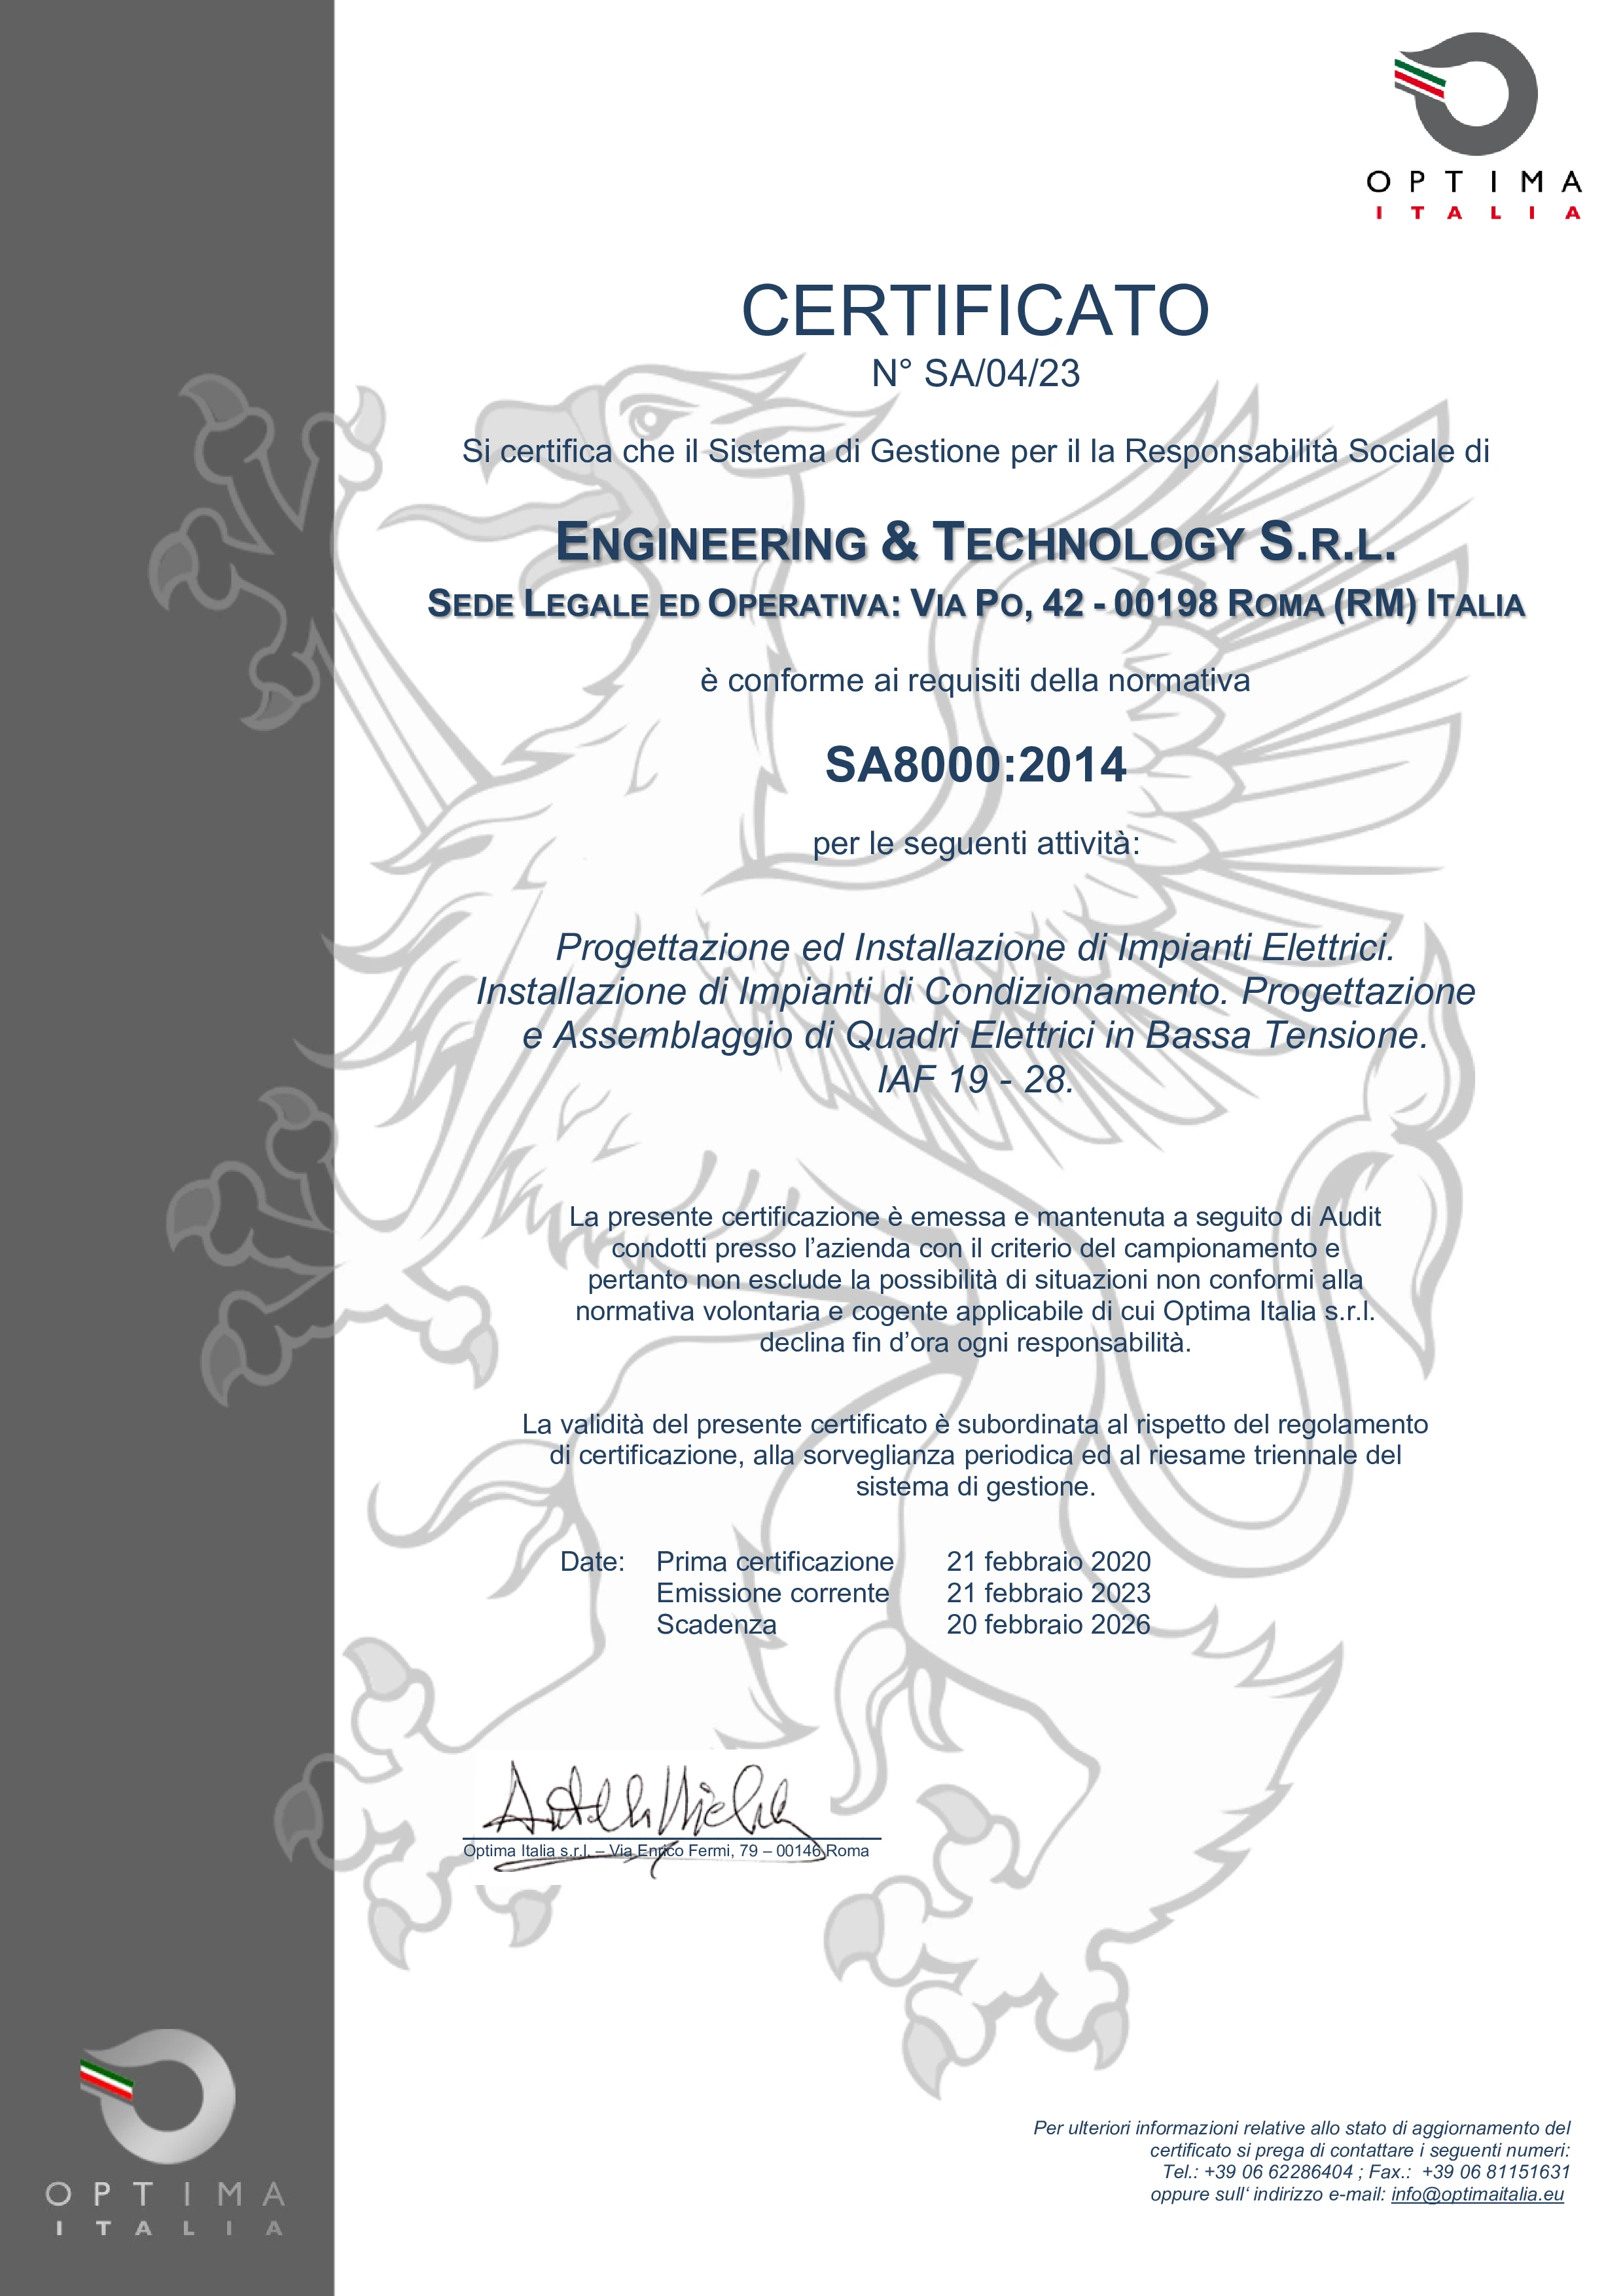 OPTIMA
ITALIA
CERTIFICATO
N° SA/04/23
Si certifica che il Sistema di Gestione per il la Responsabilità Sociale di
ENGINEERING & TECHNOLOGY S.R.L.
SEDE LEGALE ED OPERATIVA: VIA PO, 42 - 00198 ROMA (RM) ITALIA
è conforme ai requisiti della normativa
SA8000:2014
per le seguenti attività:
Progettazione ed Installazione di Impianti Elettrici.
Installazione di Impianti di Condizionamento. Progettazione
e Assemblaggio di Quadri Elettrici in Bassa Tensione.
IAF 19 - 28.
La presente certificazione è emessa e mantenuta a seguito di Audit
condotti presso l’azienda con il criterio del campionamento e
pertanto non esclude la possibilità di situazioni non conformi alla
normativa volontaria e cogente applicabile di cui Optima Italia s.r.l.
declina fin d’ora ogni responsabilità.
La validità del presente certificato è subordinata al rispetto del regolamento
di certificazione, alla sorveglianza periodica ed al riesame triennale del
sistema di gestione.
Date: Prima certificazione 21 febbraio 2020
Emissione corrente 21 febbraio 2023
Scadenza 20 febbraio 2026
Optima Italia s.r.l. – Via Enrico Fermi, 79 – 00146 Roma
OPTIMA
ITALIA
Per ulteriori informazioni relative allo stato di aggiornamento del
certificato si prega di contattare i seguenti numeri:
Tel.: +39 06 62286404 ; Fax.: +39 06 81151631
oppure sull‘ indirizzo e-mail: info@optimaitalia.eu